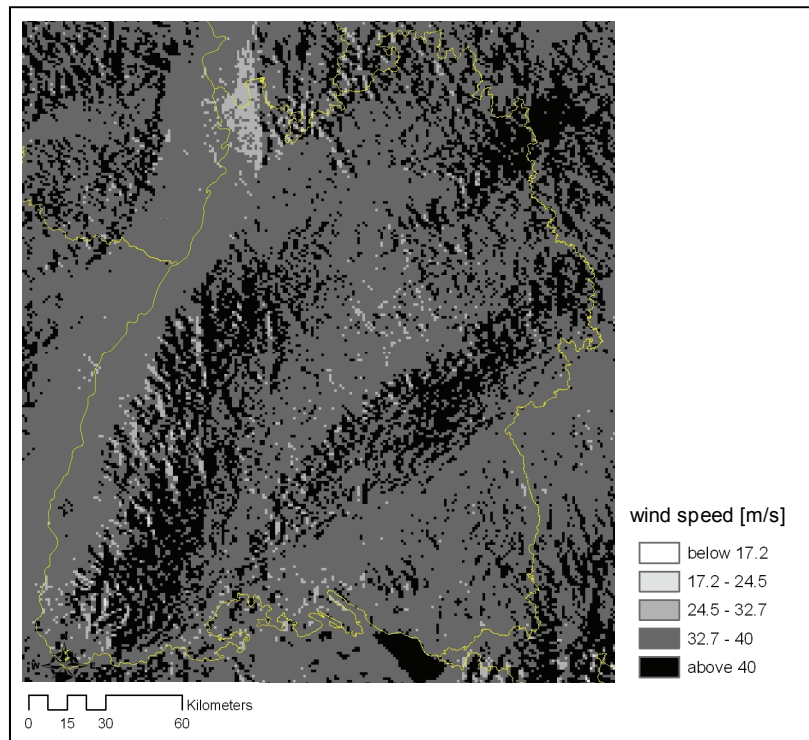 wind speed [m/s]
below 17.2
17.2 - 24.5
24.5 - 32.7
32.7 - 40
above 40
Kilometers
0 15 30 60